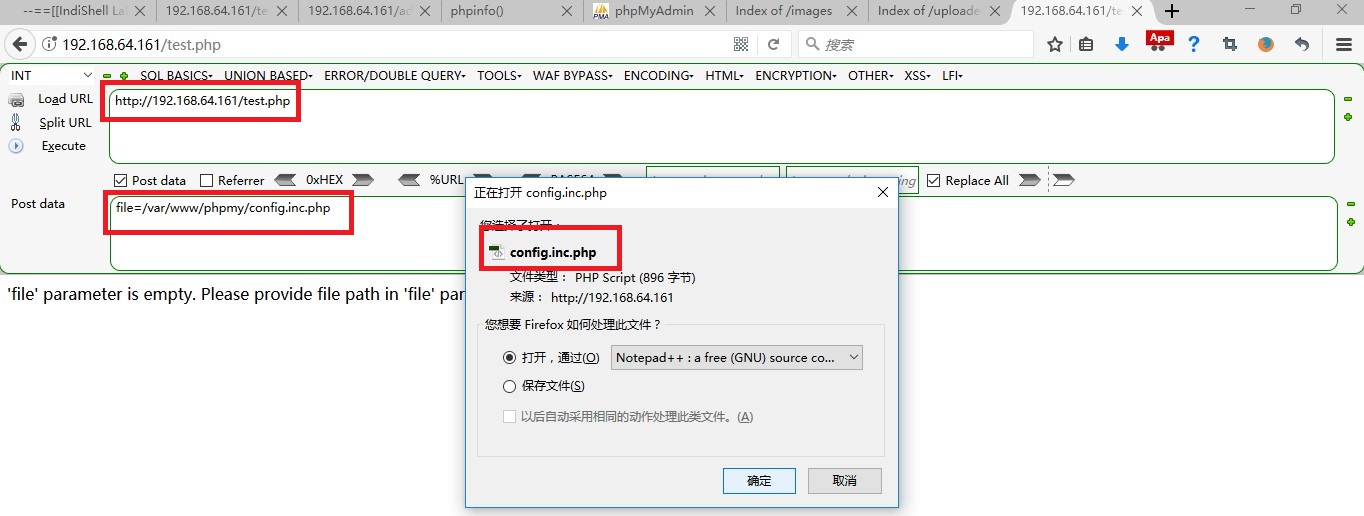 --==[[IndiShell La
192.168.64.161/te
192.168.64.161/ad
phpinfo()
PMA
phpMyAdmin
Index of /images
Index of /uploade
192.168.64.161/test.p
192.168.64.161/test.php
搜索
Apa
INT
SQL BASICS
UNION BASED
ERROR/DOUBLE QUERY
TOOLS
WAF BYPASS
ENCODING
HTML
ENCRYPTION
OTHER
XSS
LFI
Load URL
http://192.168.64.161/test.php
Split URL
Execute
Post data
Referrer
0xHEX
%URL
Replace All
Post data
file=/var/www/phpmy/config.inc.php
'file' parameter is empty. Please provide file path in 'file' par
正在打开 config.inc.php
您选择了打开：
config.inc.php
文件类型： PHP Script (896 字节)
来源： http://192.168.64.161
您想要 Firefox 如何处理此文件？
打开，通过(O)
Notepad++ : a free (GNU) source co...
保存文件(S)
以后自动采用相同的动作处理此类文件。(A)
确定
取消